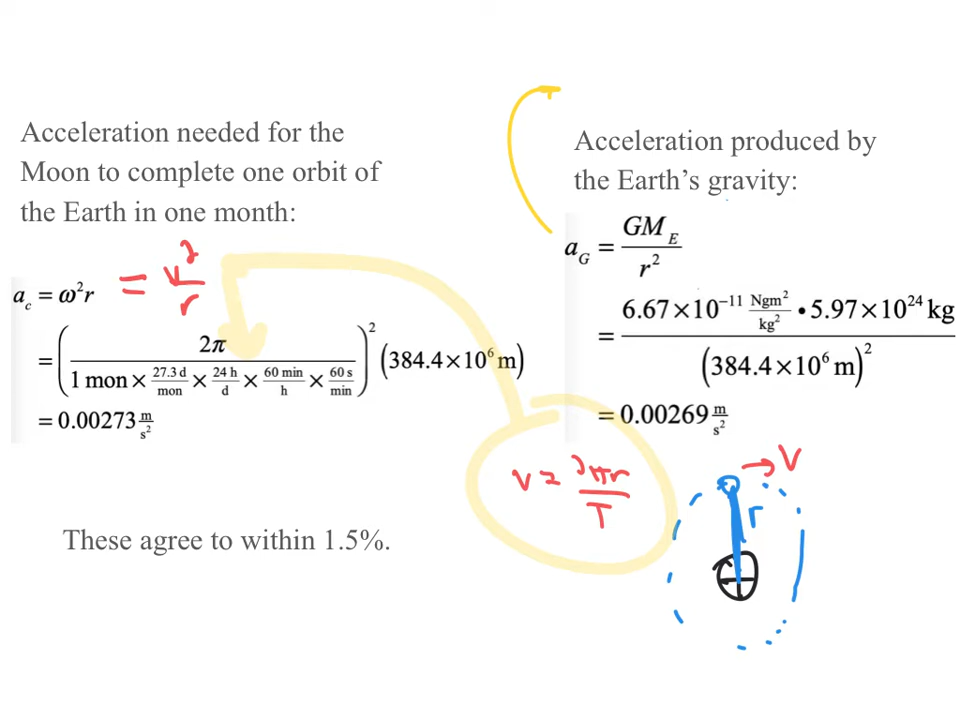 Acceleration needed for the
Moon to complete one orbit of
the Earth in one month:
a_c = ω²r = v²/r
= (2π / (1 mon × 27.3 d/mon × 24 h/d × 60 min/h × 60 s/min))² (384.4×10⁶ m)
= 0.00273 m/s²
These agree to within 1.5%.
Acceleration produced by
the Earth’s gravity:
a_G = GM_E / r²
= 6.67×10⁻¹¹ Ngm²/kg² • 5.97×10²⁴ kg / (384.4×10⁶ m)²
= 0.00269 m/s²
v = 2πr/T
→ v
r